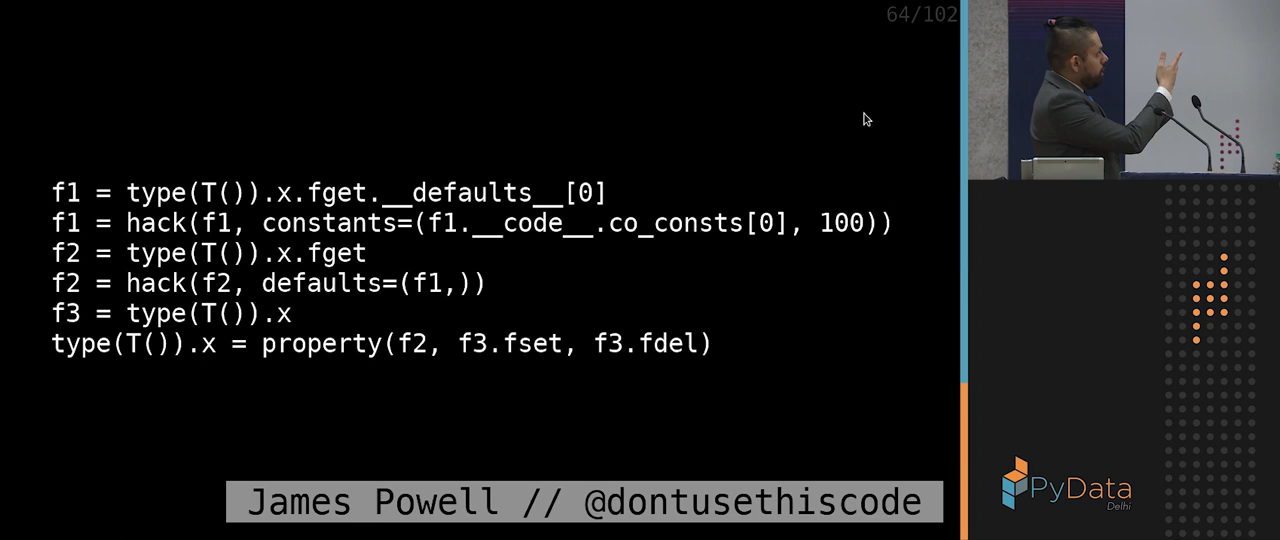 64/102
f1 = type(T()).x.fget.__defaults__[0]
f1 = hack(f1, constants=(f1.__code__.co_consts[0], 100))
f2 = type(T()).x.fget
f2 = hack(f2, defaults=(f1,))
f3 = type(T()).x
type(T()).x = property(f2, f3.fset, f3.fdel)
James Powell // @dontusethiscode
PyData
Delhi